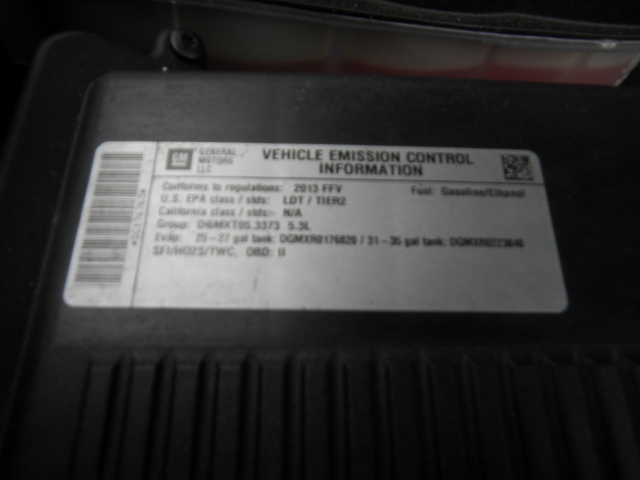 GM
GENERAL MOTORS LLC
VEHICLE EMISSION CONTROL
INFORMATION
Conforms to regulations: 2013 FFV Fuel: Gasoline/Ethanol
U.S. EPA class / stds: LDT / TIER2
California class / stds:- N/A
Group: DGMXT05.3373 5.3L
Evap: 25-27 gal tank: DGMXR0176820 / 31-35 gal tank:
SFI/HO2S/TWC, OBD: II